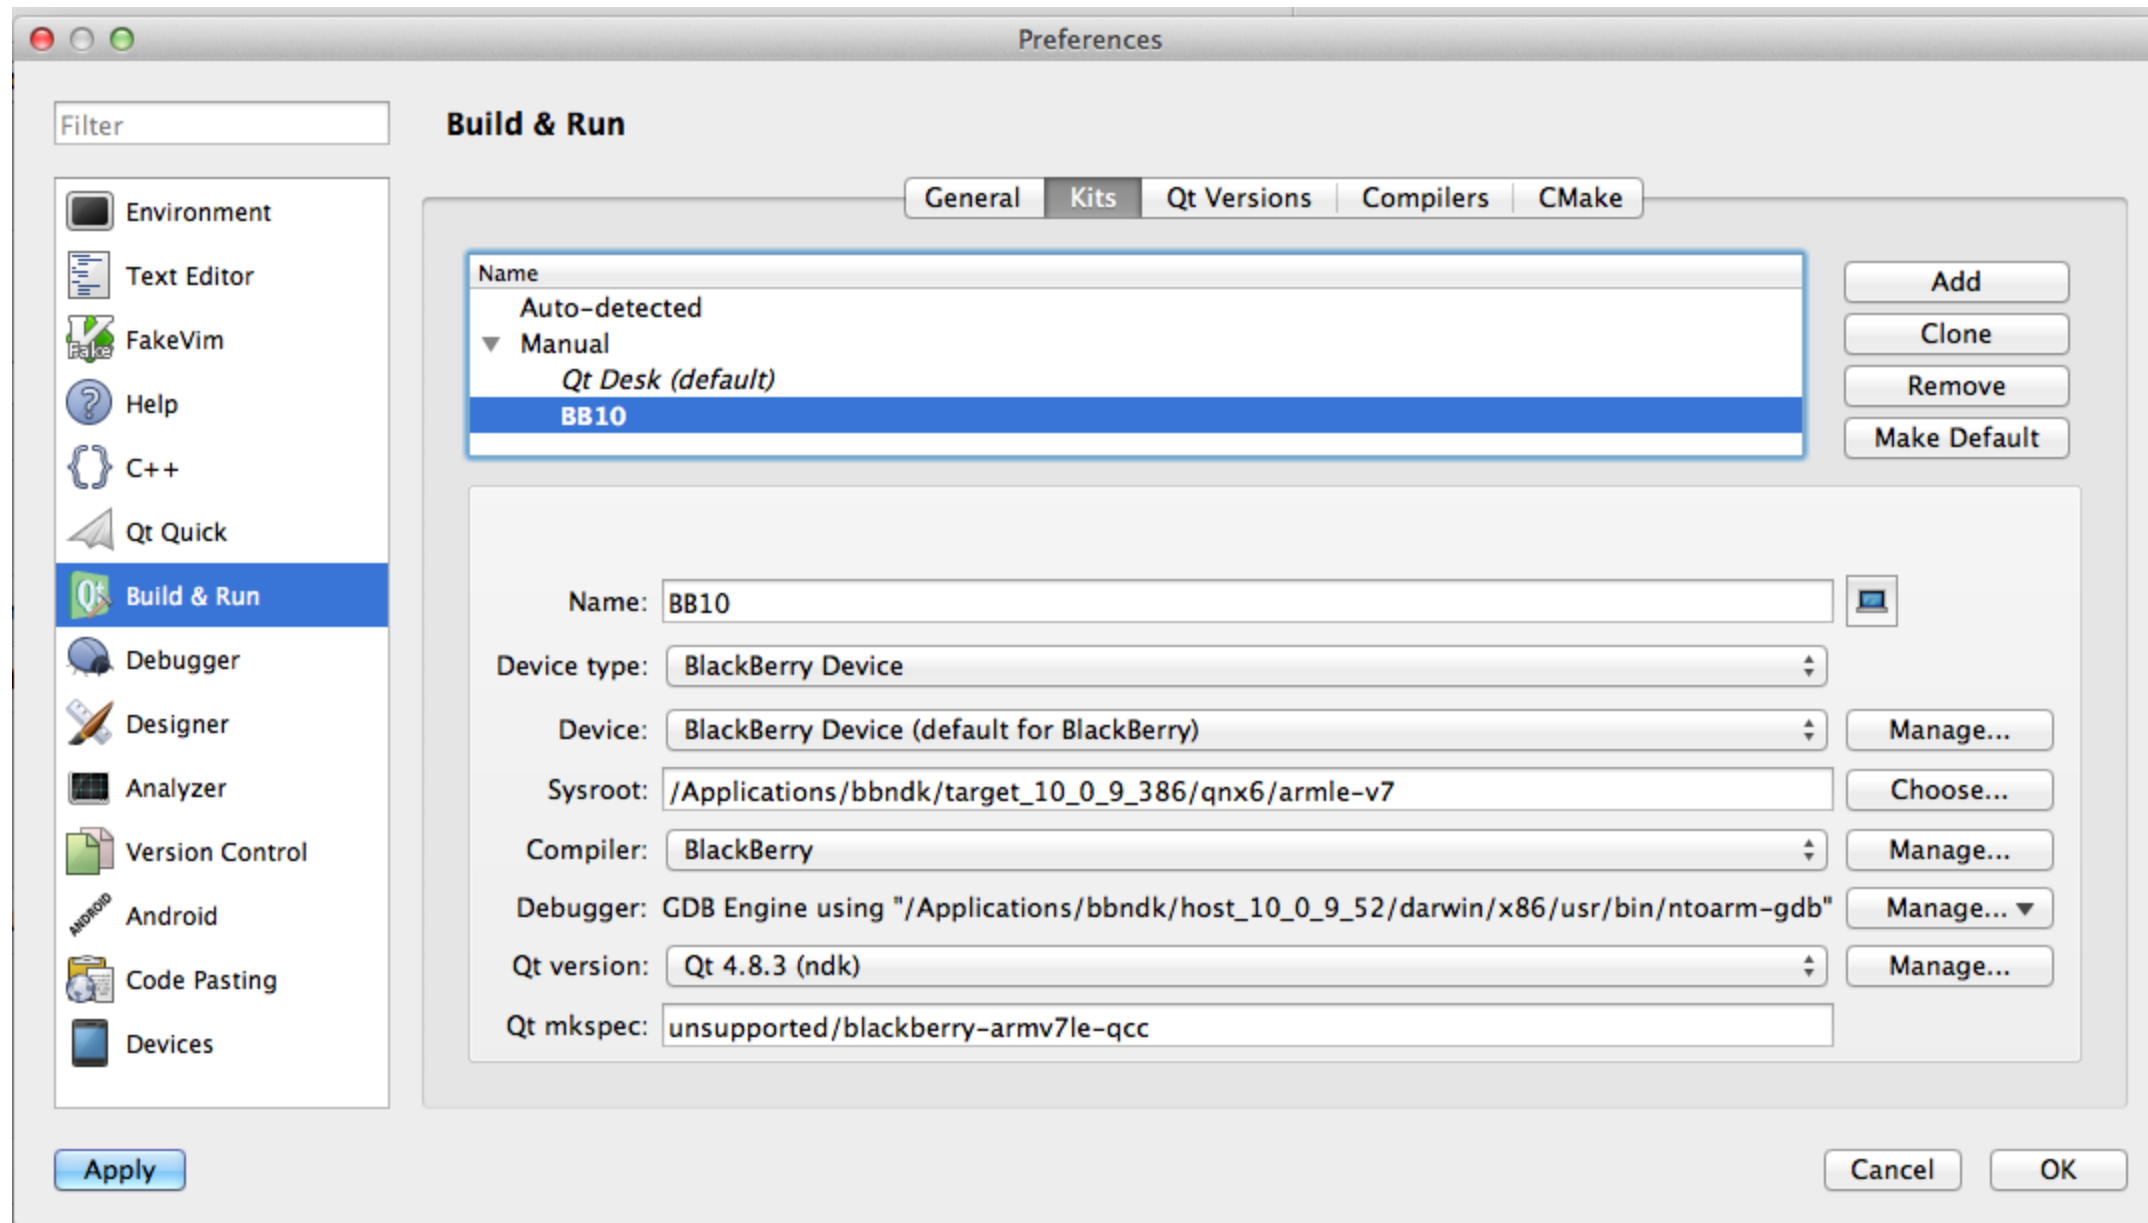 Preferences
Filter
Build & Run
Environment
Text Editor
FakeVim
Help
C++
Qt Quick
Build & Run
Debugger
Designer
Analyzer
Version Control
Android
Code Pasting
Devices
General Kits Qt Versions Compilers CMake
Name
Auto-detected
Manual
Qt Desk (default)
BB10
Add
Clone
Remove
Make Default
Name: BB10
Device type: BlackBerry Device
Device: BlackBerry Device (default for BlackBerry) Manage...
Sysroot: /Applications/bbndk/target_10_0_9_386/qnx6/armle-v7 Choose...
Compiler: BlackBerry Manage...
Debugger: GDB Engine using "/Applications/bbndk/host_10_0_9_52/darwin/x86/usr/bin/ntoarm-gdb" Manage...
Qt version: Qt 4.8.3 (ndk) Manage...
Qt mkspec: unsupported/blackberry-armv7le-qcc
Apply Cancel OK
Fake
Qt
ANDROID